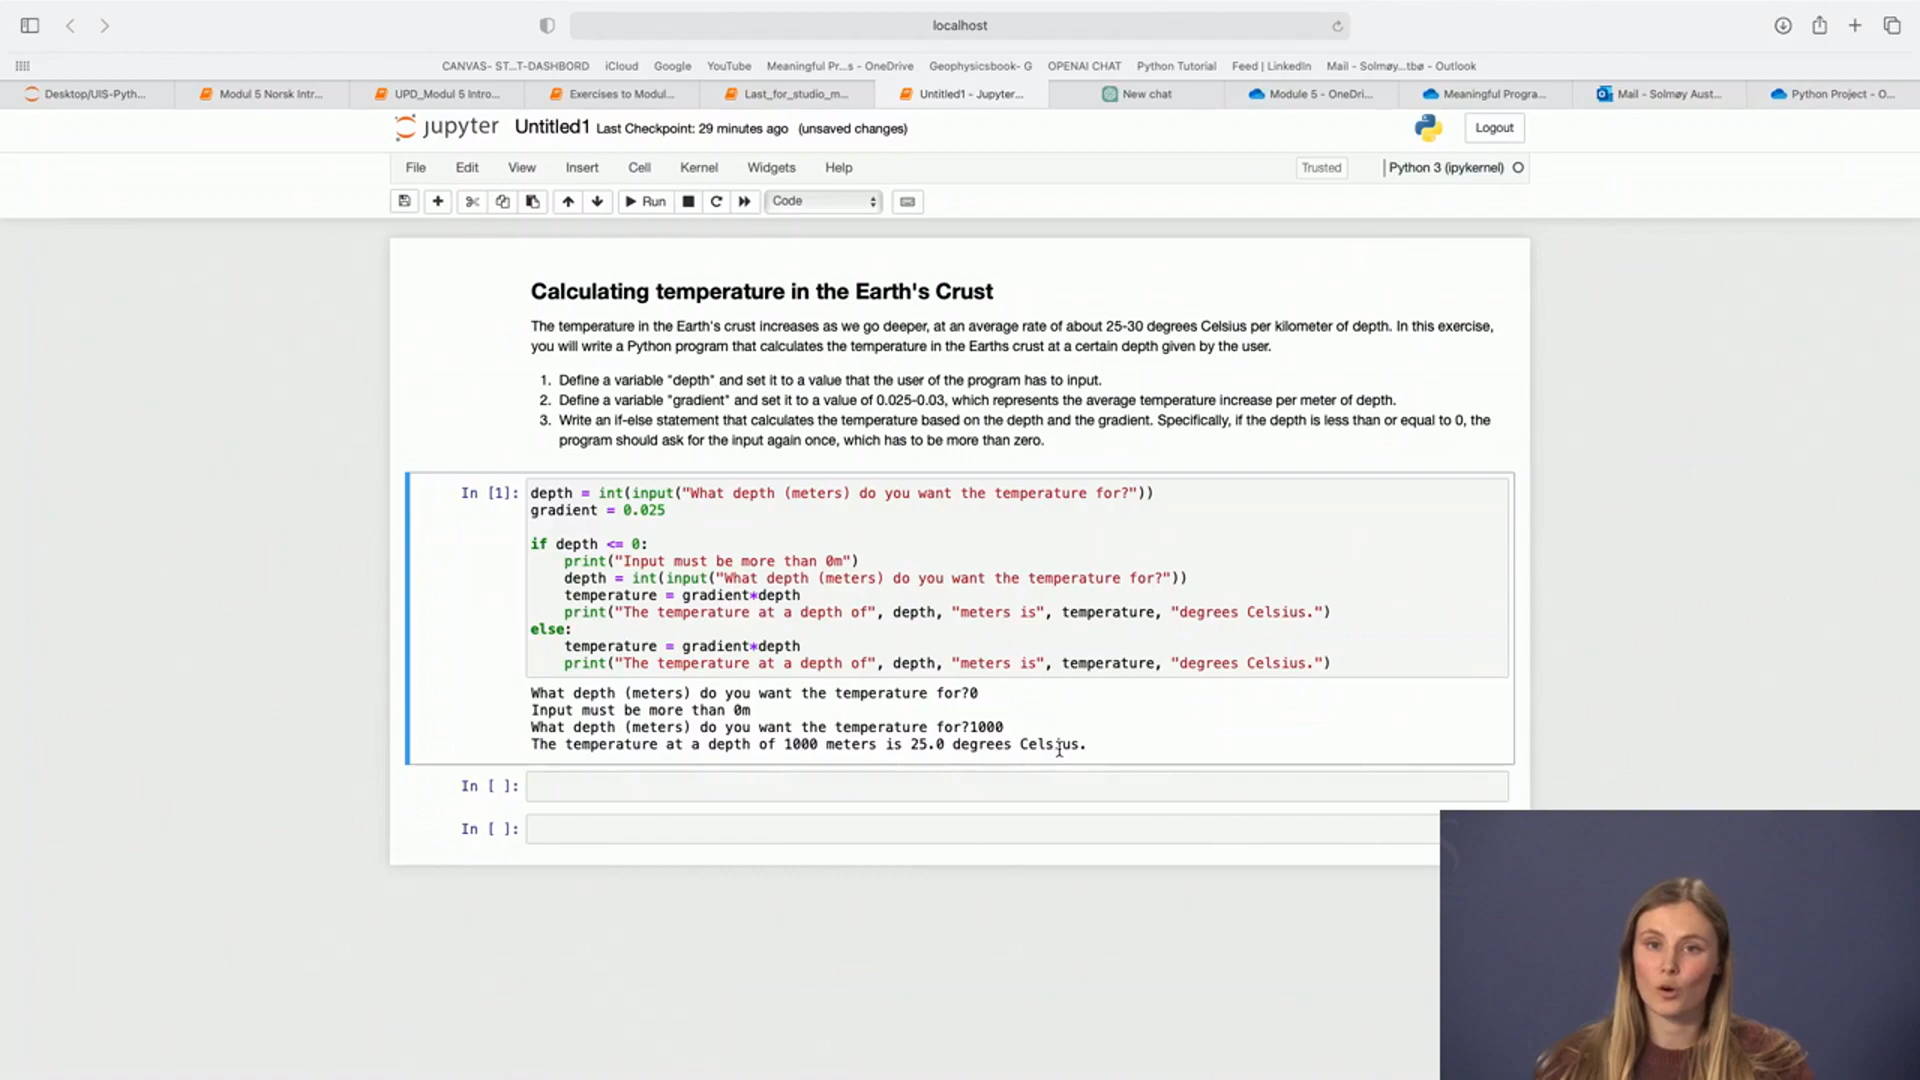 localhost
CANVAS- ST...T-DASHBORD iCloud Google YouTube Meaningful Pr...s - OneDrive Geophysicsbook- G OPENAI CHAT Python Tutorial Feed | LinkedIn Mail - Solmøy...tbø - Outlook
Desktop/UIS-Pyth... Modul 5 Norsk Intr... UPD_Modul 5 Intro... Exercises to Modul... Last_for_studio_m... Untitled1 - Jupyter... New chat Module 5 - OneDri... Meaningful Progra... Mail - Solmøy Aust... Python Project - O...
jupyter Untitled1 Last Checkpoint: 29 minutes ago (unsaved changes) Logout
File Edit View Insert Cell Kernel Widgets Help Trusted Python 3 (ipykernel)
Run Code
Calculating temperature in the Earth's Crust
The temperature in the Earth's crust increases as we go deeper, at an average rate of about 25-30 degrees Celsius per kilometer of depth. In this exercise,
you will write a Python program that calculates the temperature in the Earths crust at a certain depth given by the user.
1. Define a variable "depth" and set it to a value that the user of the program has to input.
2. Define a variable "gradient" and set it to a value of 0.025-0.03, which represents the average temperature increase per meter of depth.
3. Write an if-else statement that calculates the temperature based on the depth and the gradient. Specifically, if the depth is less than or equal to 0, the
program should ask for the input again once, which has to be more than zero.
In [1]: depth = int(input("What depth (meters) do you want the temperature for?"))
gradient = 0.025
if depth <= 0:
print("Input must be more than 0m")
depth = int(input("What depth (meters) do you want the temperature for?"))
temperature = gradient*depth
print("The temperature at a depth of", depth, "meters is", temperature, "degrees Celsius.")
else:
temperature = gradient*depth
print("The temperature at a depth of", depth, "meters is", temperature, "degrees Celsius.")
What depth (meters) do you want the temperature for?0
Input must be more than 0m
What depth (meters) do you want the temperature for?1000
The temperature at a depth of 1000 meters is 25.0 degrees Celsius.
In [ ]:
In [ ]: